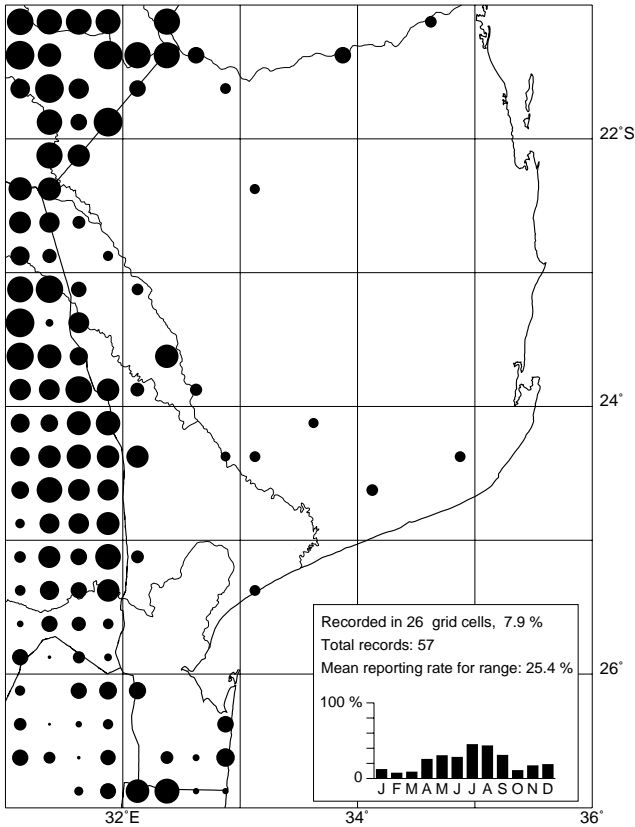 22°S
24°
26°
Recorded in 26 grid cells, 7.9 %
Total records: 57
Mean reporting rate for range: 25.4 %
100 %
0
J F M A M J J A S O N D
32°E 34° 36°